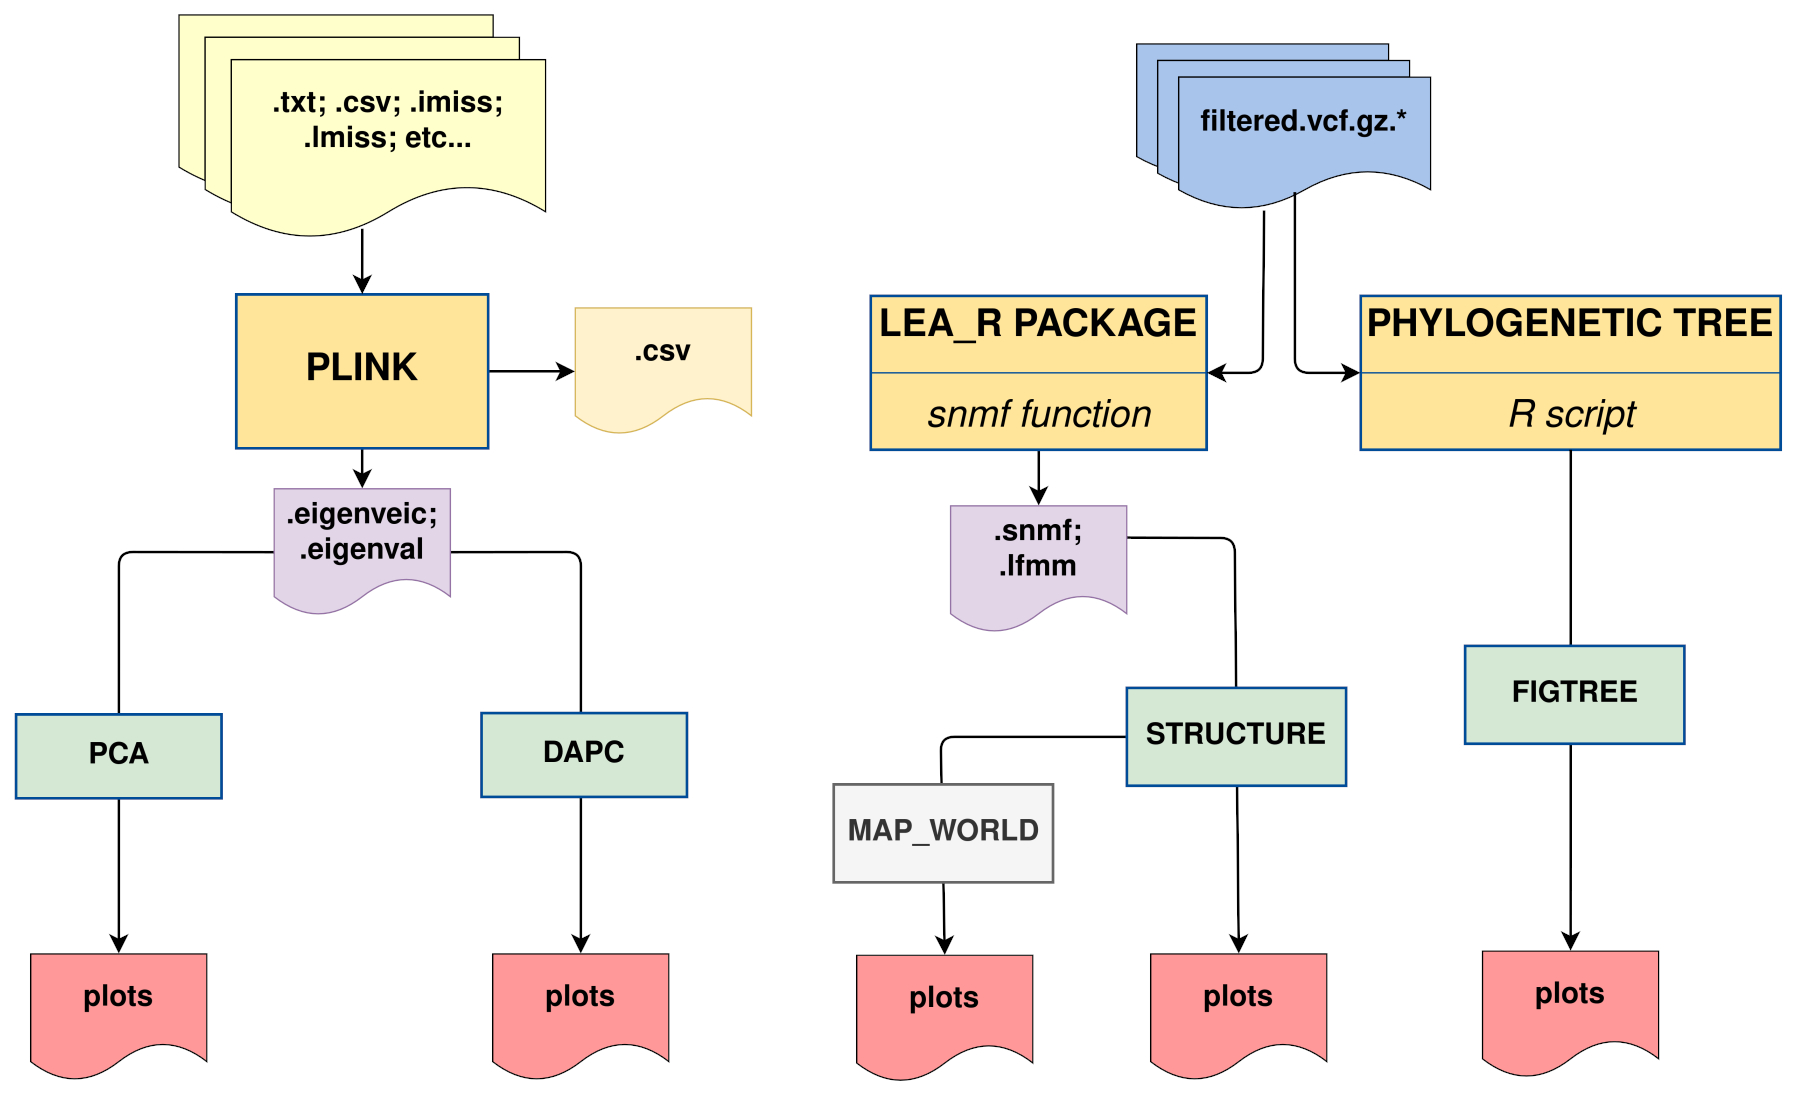 .txt; .csv; .imiss;
.lmiss; etc...
filtered.vcf.gz.*
PLINK
.csv
LEA_R PACKAGE
snmf function
PHYLOGENETIC TREE
R script
.eigenveic;
.eigenval
.snmf;
.lfmm
PCA
DAPC
STRUCTURE
FIGTREE
MAP_WORLD
plots
plots
plots
plots
plots